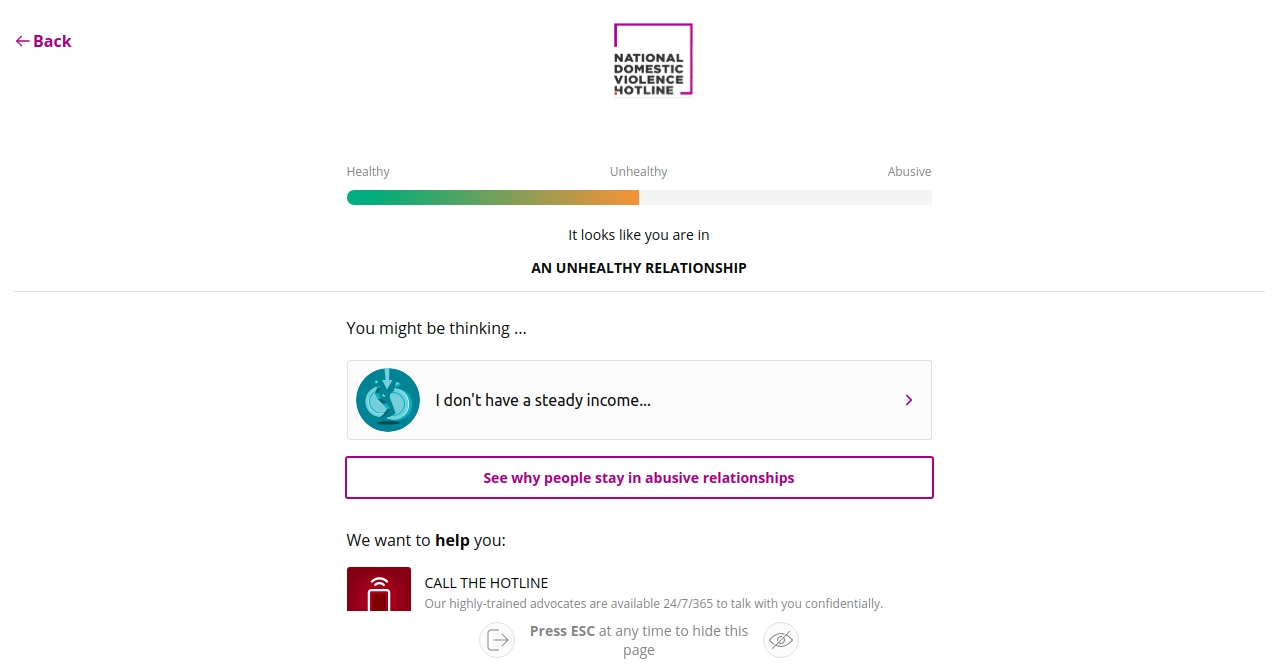 Back
NATIONAL
DOMESTIC
VIOLENCE
HOTLINE
Healthy Unhealthy Abusive
It looks like you are in
AN UNHEALTHY RELATIONSHIP
You might be thinking ...
I don't have a steady income...
See why people stay in abusive relationships
We want to help you:
CALL THE HOTLINE
Our highly-trained advocates are available 24/7/365 to talk with you confidentially.
Press ESC at any time to hide this
page